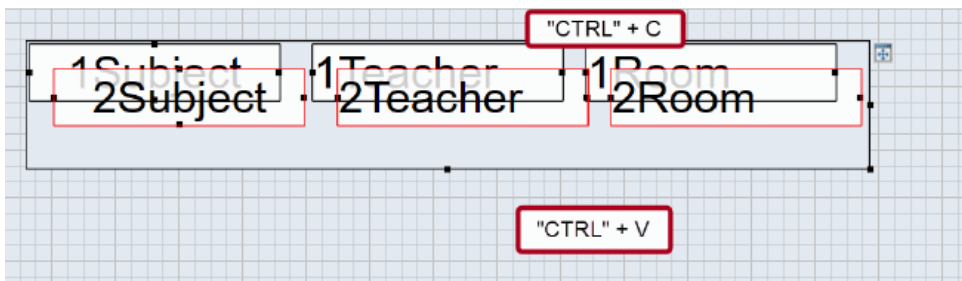 "CTRL" + C
1Subject 1Teacher 1Room
2Subject 2Teacher 2Room
"CTRL" + V